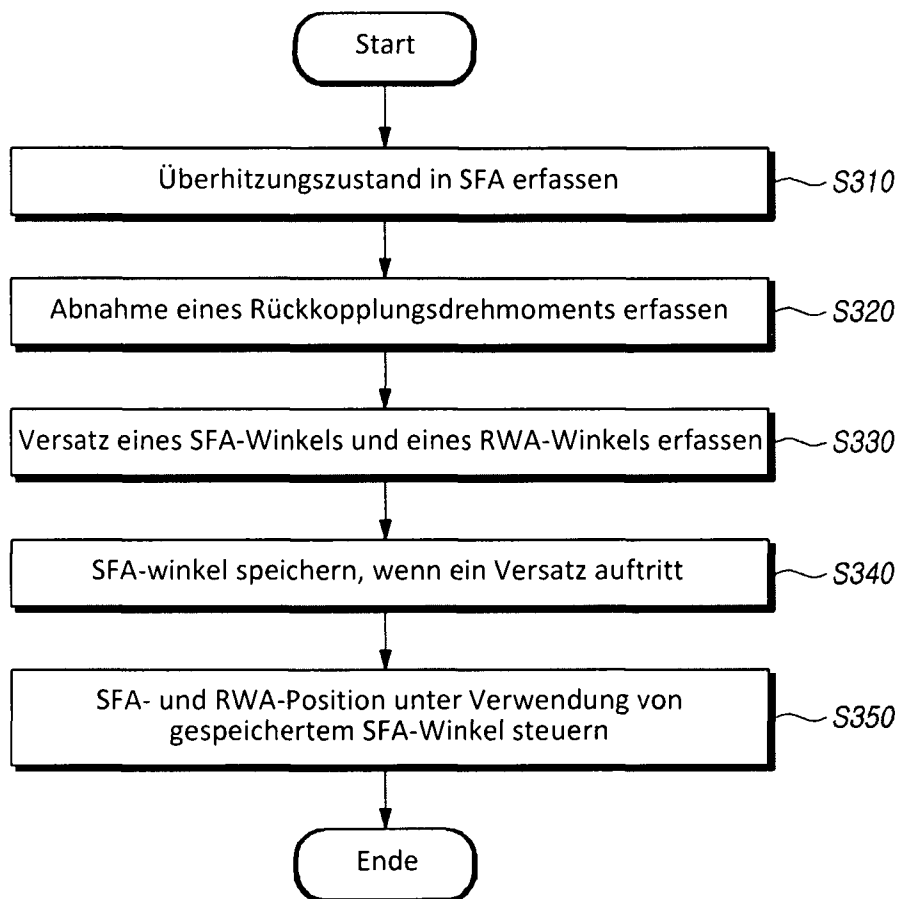 Start
Überhitzungszustand in SFA erfassen
S310
Abnahme eines Rückkopplungsdrehmoments erfassen
S320
Versatz eines SFA-Winkels und eines RWA-Winkels erfassen
S330
SFA-winkel speichern, wenn ein Versatz auftritt
S340
SFA- und RWA-Position unter Verwendung von
gespeichertem SFA-Winkel steuern
S350
Ende